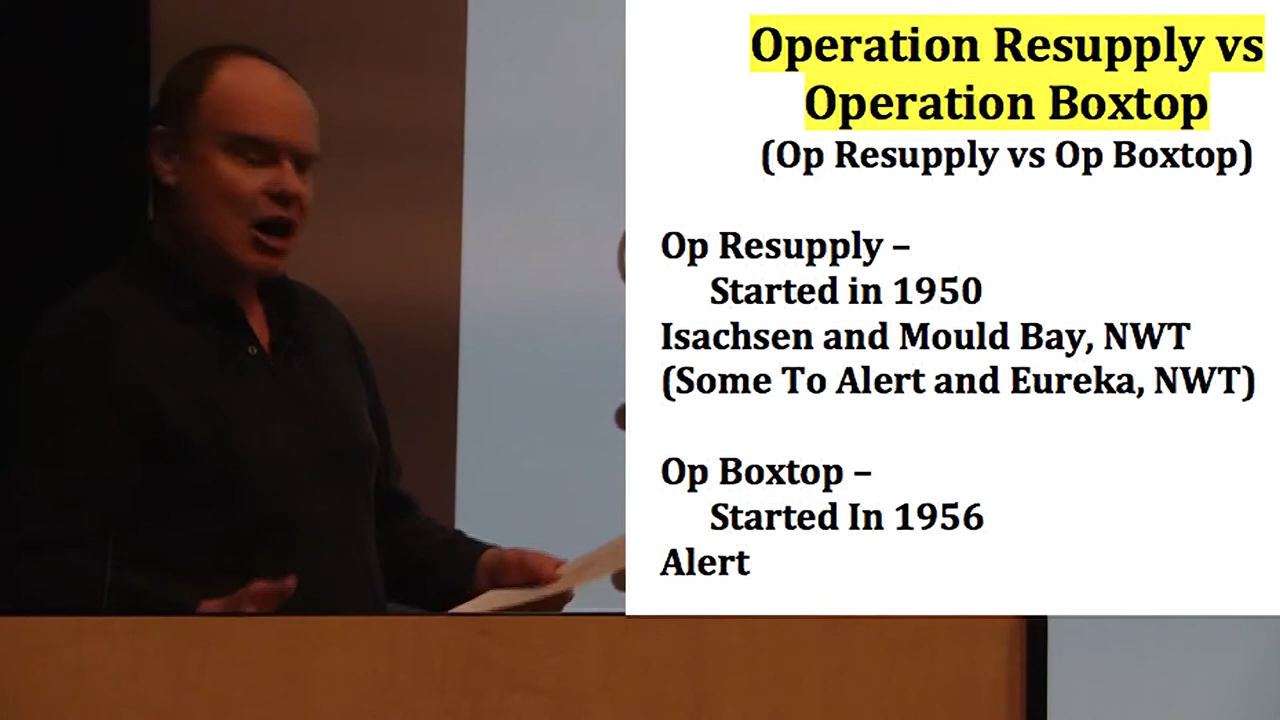 Operation Resupply vs
Operation Boxtop
(Op Resupply vs Op Boxtop)
Op Resupply –
Started in 1950
Isachsen and Mould Bay, NWT
(Some To Alert and Eureka, NWT)
Op Boxtop –
Started In 1956
Alert